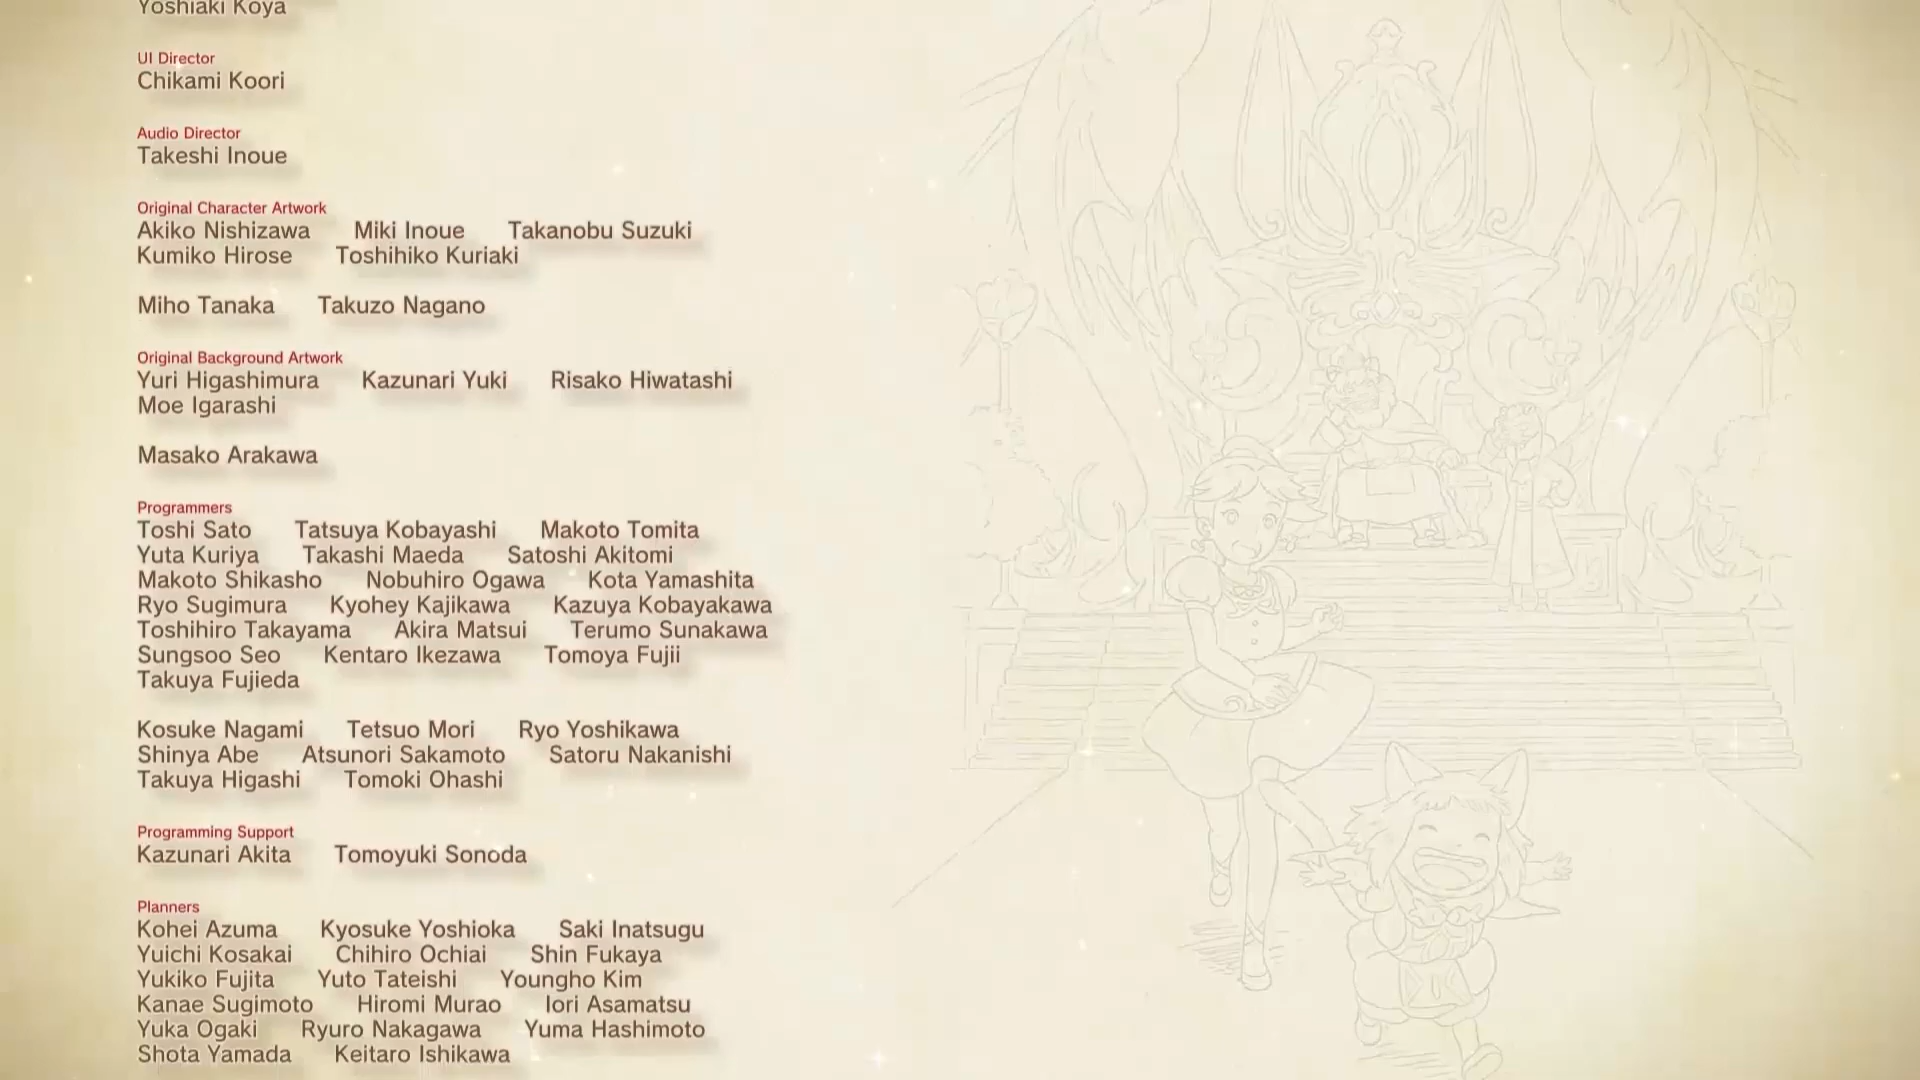 Yoshiaki Koya
UI Director
Chikami Koori
Audio Director
Takeshi Inoue
Original Character Artwork
Akiko Nishizawa Miki Inoue Takanobu Suzuki
Kumiko Hirose Toshihiko Kuriaki
Miho Tanaka Takuzo Nagano
Original Background Artwork
Yuri Higashimura Kazunari Yuki Risako Hiwatashi
Moe Igarashi
Masako Arakawa
Programmers
Toshi Sato Tatsuya Kobayashi Makoto Tomita
Yuta Kuriya Takashi Maeda Satoshi Akitomi
Makoto Shikasho Nobuhiro Ogawa Kota Yamashita
Ryo Sugimura Kyohey Kajikawa Kazuya Kobayakawa
Toshihiro Takayama Akira Matsui Terumo Sunakawa
Sungsoo Seo Kentaro Ikezawa Tomoya Fujii
Takuya Fujieda
Kosuke Nagami Tetsuo Mori Ryo Yoshikawa
Shinya Abe Atsunori Sakamoto Satoru Nakanishi
Takuya Higashi Tomoki Ohashi
Programming Support
Kazunari Akita Tomoyuki Sonoda
Planners
Kohei Azuma Kyosuke Yoshioka Saki Inatsugu
Yuichi Kosakai Chihiro Ochiai Shin Fukaya
Yukiko Fujita Yuto Tateishi Youngho Kim
Kanae Sugimoto Hiromi Murao Iori Asamatsu
Yuka Ogaki Ryuro Nakagawa Yuma Hashimoto
Shota Yamada Keitaro Ishikawa